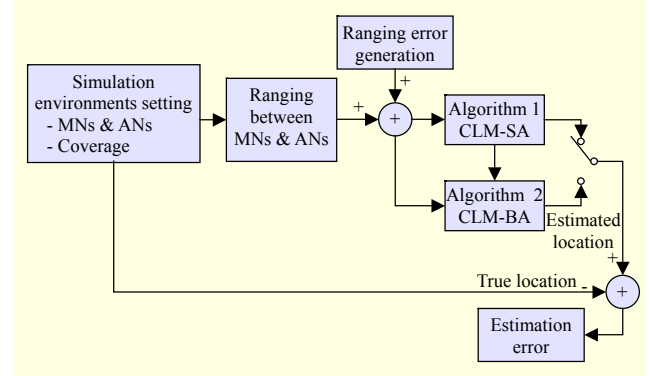 Ranging error
generation
+
Simulation
environments setting
- MNs & ANs
- Coverage
Ranging
between
MNs & ANs
+
+
Algorithm 1
CLM-SA
Algorithm 2
CLM-BA
Estimated
location
+
True location -
+
Estimation
error